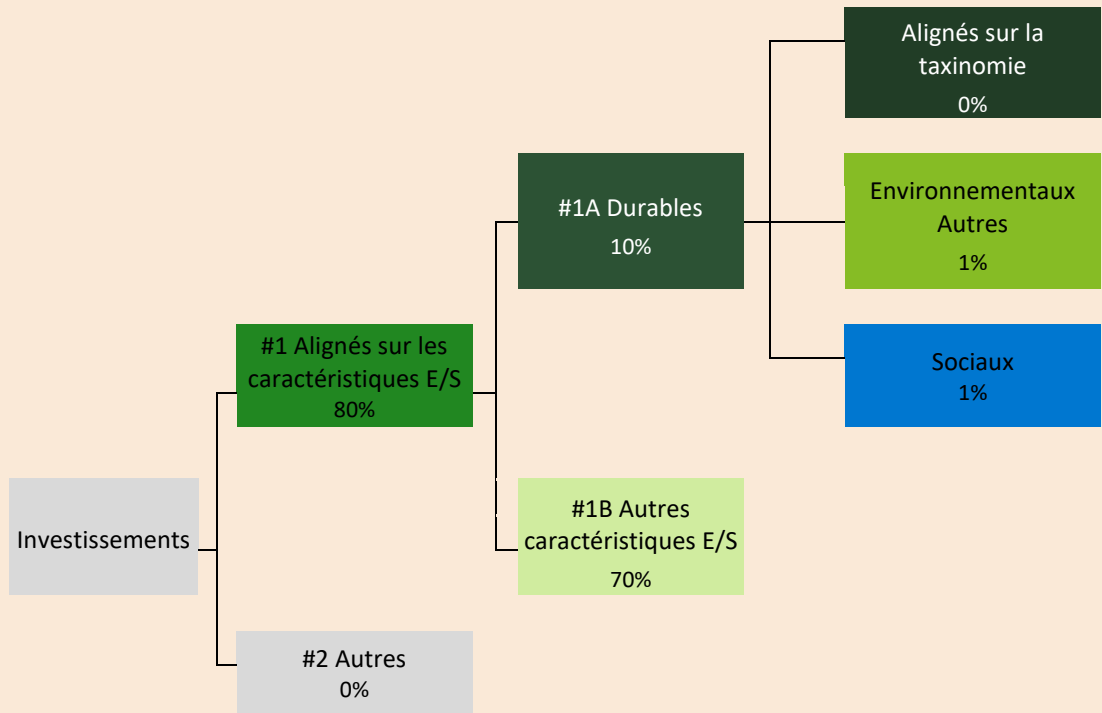 Alignés sur la
taxinomie
0%
#1A Durables
10%
Environnementaux
Autres
1%
#1 Alignés sur les
caractéristiques E/S
80%
Sociaux
1%
Investissements
#1B Autres
caractéristiques E/S
70%
#2 Autres
0%